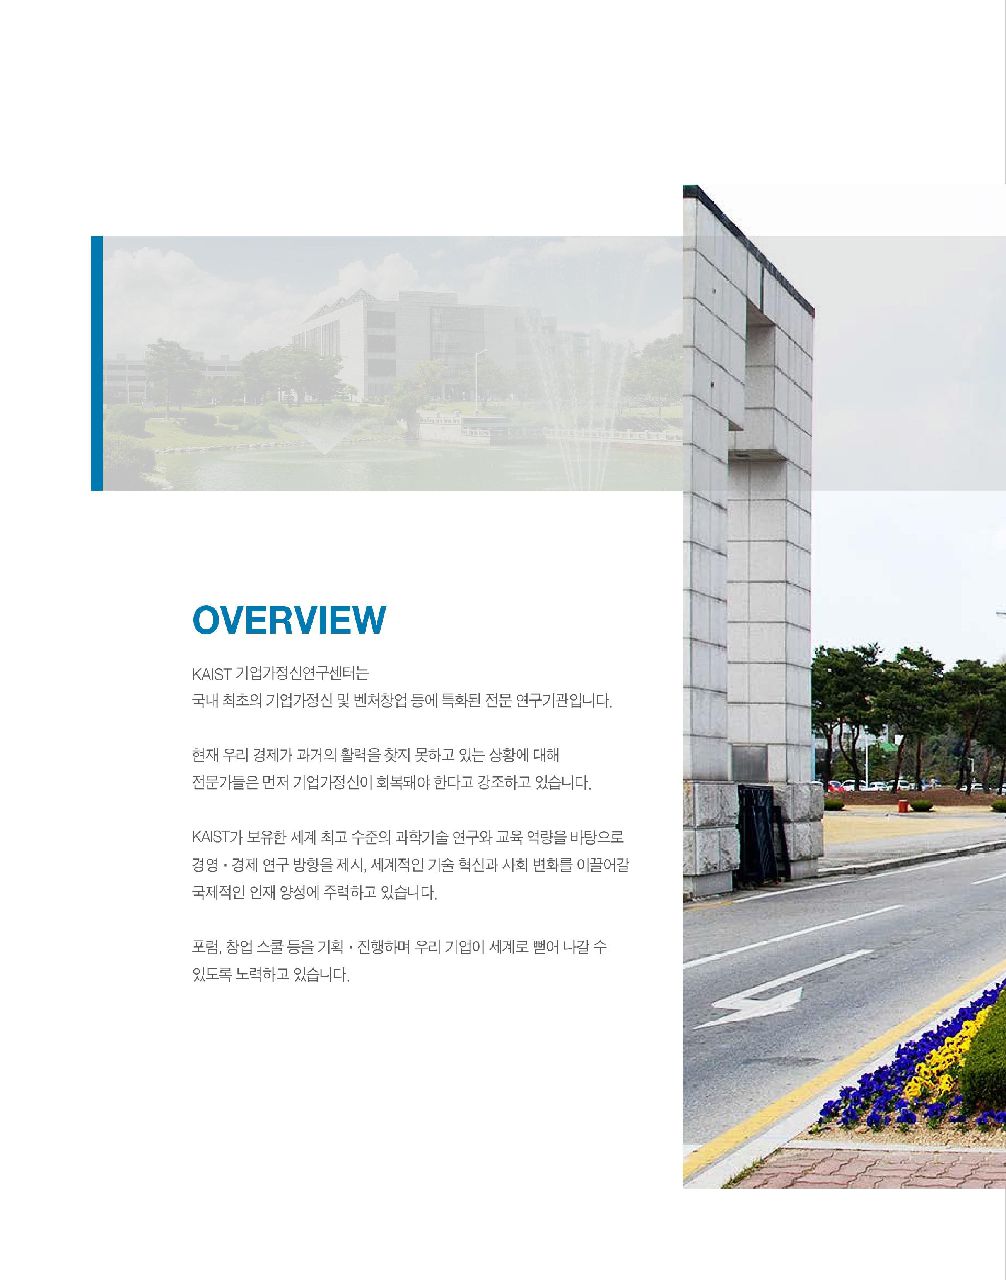 OVERVIEW
KAIST 기업가정신연구센터는
국내 최초의 기업가정신 및 벤처창업 등에 특화된 전문 연구기관입니다.
현재 우리 경제가 과거의 활력을 찾지 못하고 있는 상황에 대해
전문가들은 먼저 기업가정신이 회복돼야 한다고 강조하고 있습니다.
KAIST가 보유한 세계 최고 수준의 과학기술 연구와 교육 역량을 바탕으로
경영・경제 연구 방향을 제시, 세계적인 기술 혁신과 사회 변화를 이끌어갈
국제적인 인재 양성에 주력하고 있습니다.
포럼, 창업 스쿨 등을 기획・진행하며 우리 기업이 세계로 뻗어 나갈 수
있도록 노력하고 있습니다.